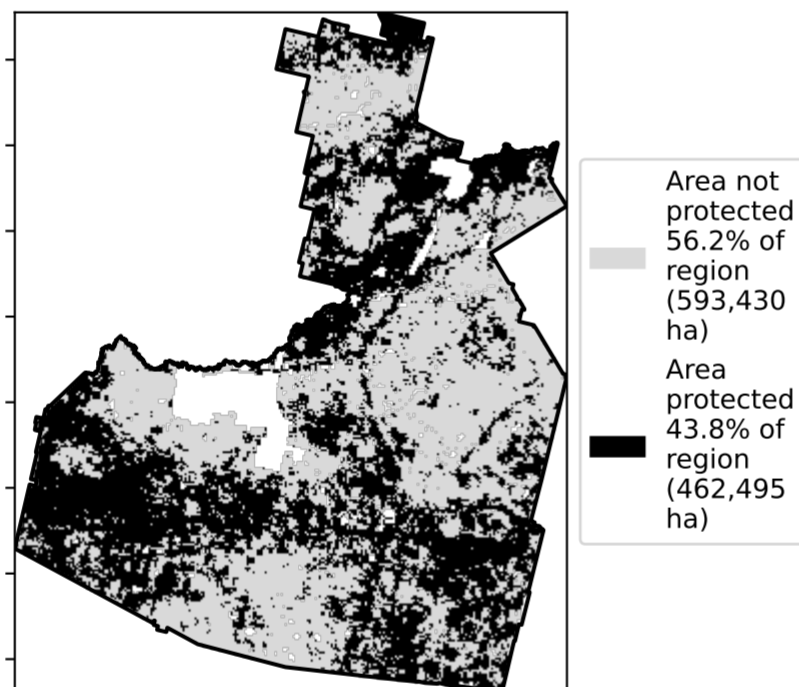 Area not
protected
56.2% of
region
(593,430
ha)
Area
protected
43.8% of
region
(462,495
ha)